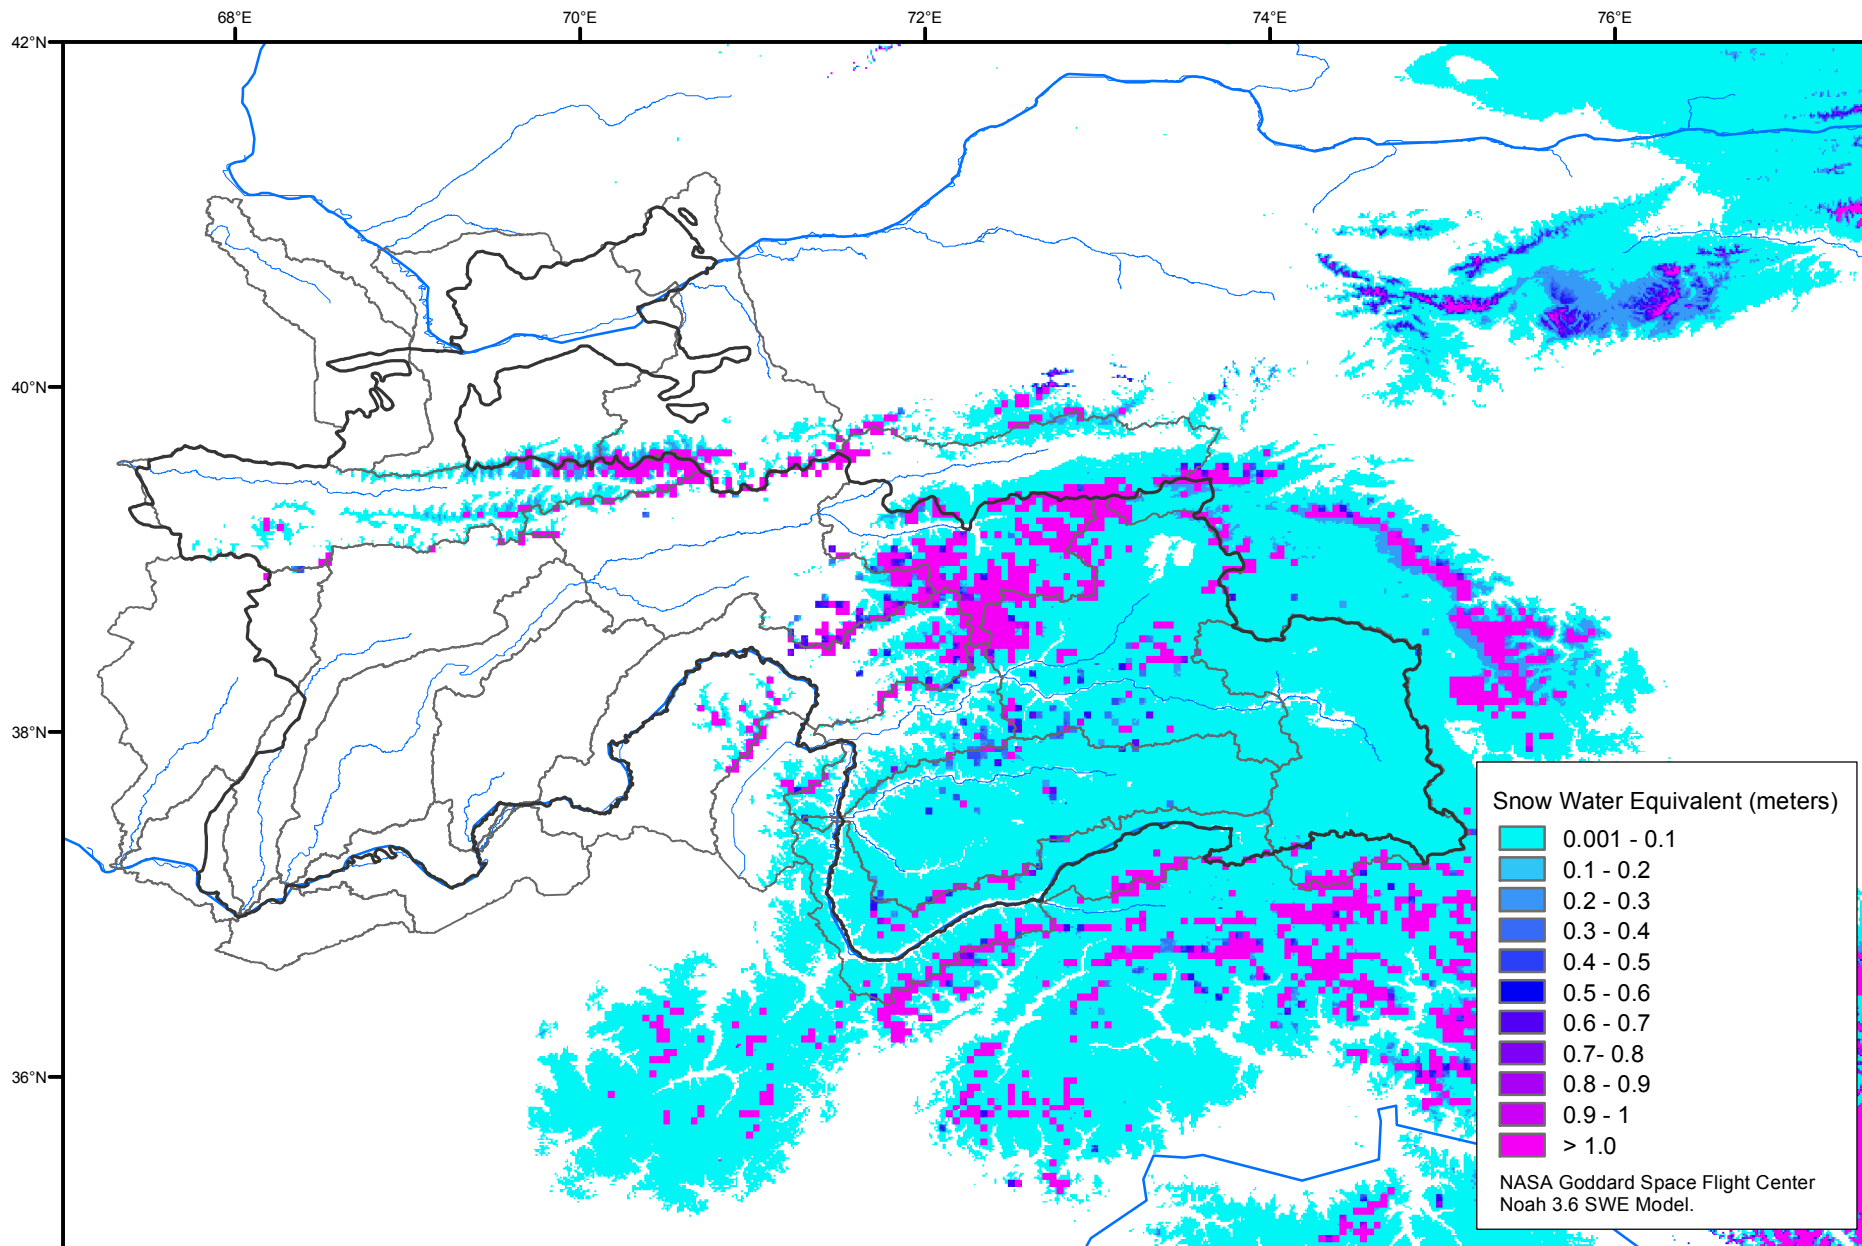 68°E
70°E
72°E
74°E
76°E
42°N
40°N
38°N
36°N
Snow Water Equivalent (meters)
0.001 - 0.1
0.1 - 0.2
0.2 - 0.3
0.3 - 0.4
0.4 - 0.5
0.5 - 0.6
0.6 - 0.7
0.7- 0.8
0.8 - 0.9
0.9 - 1
> 1.0
NASA Goddard Space Flight Center
Noah 3.6 SWE Model.